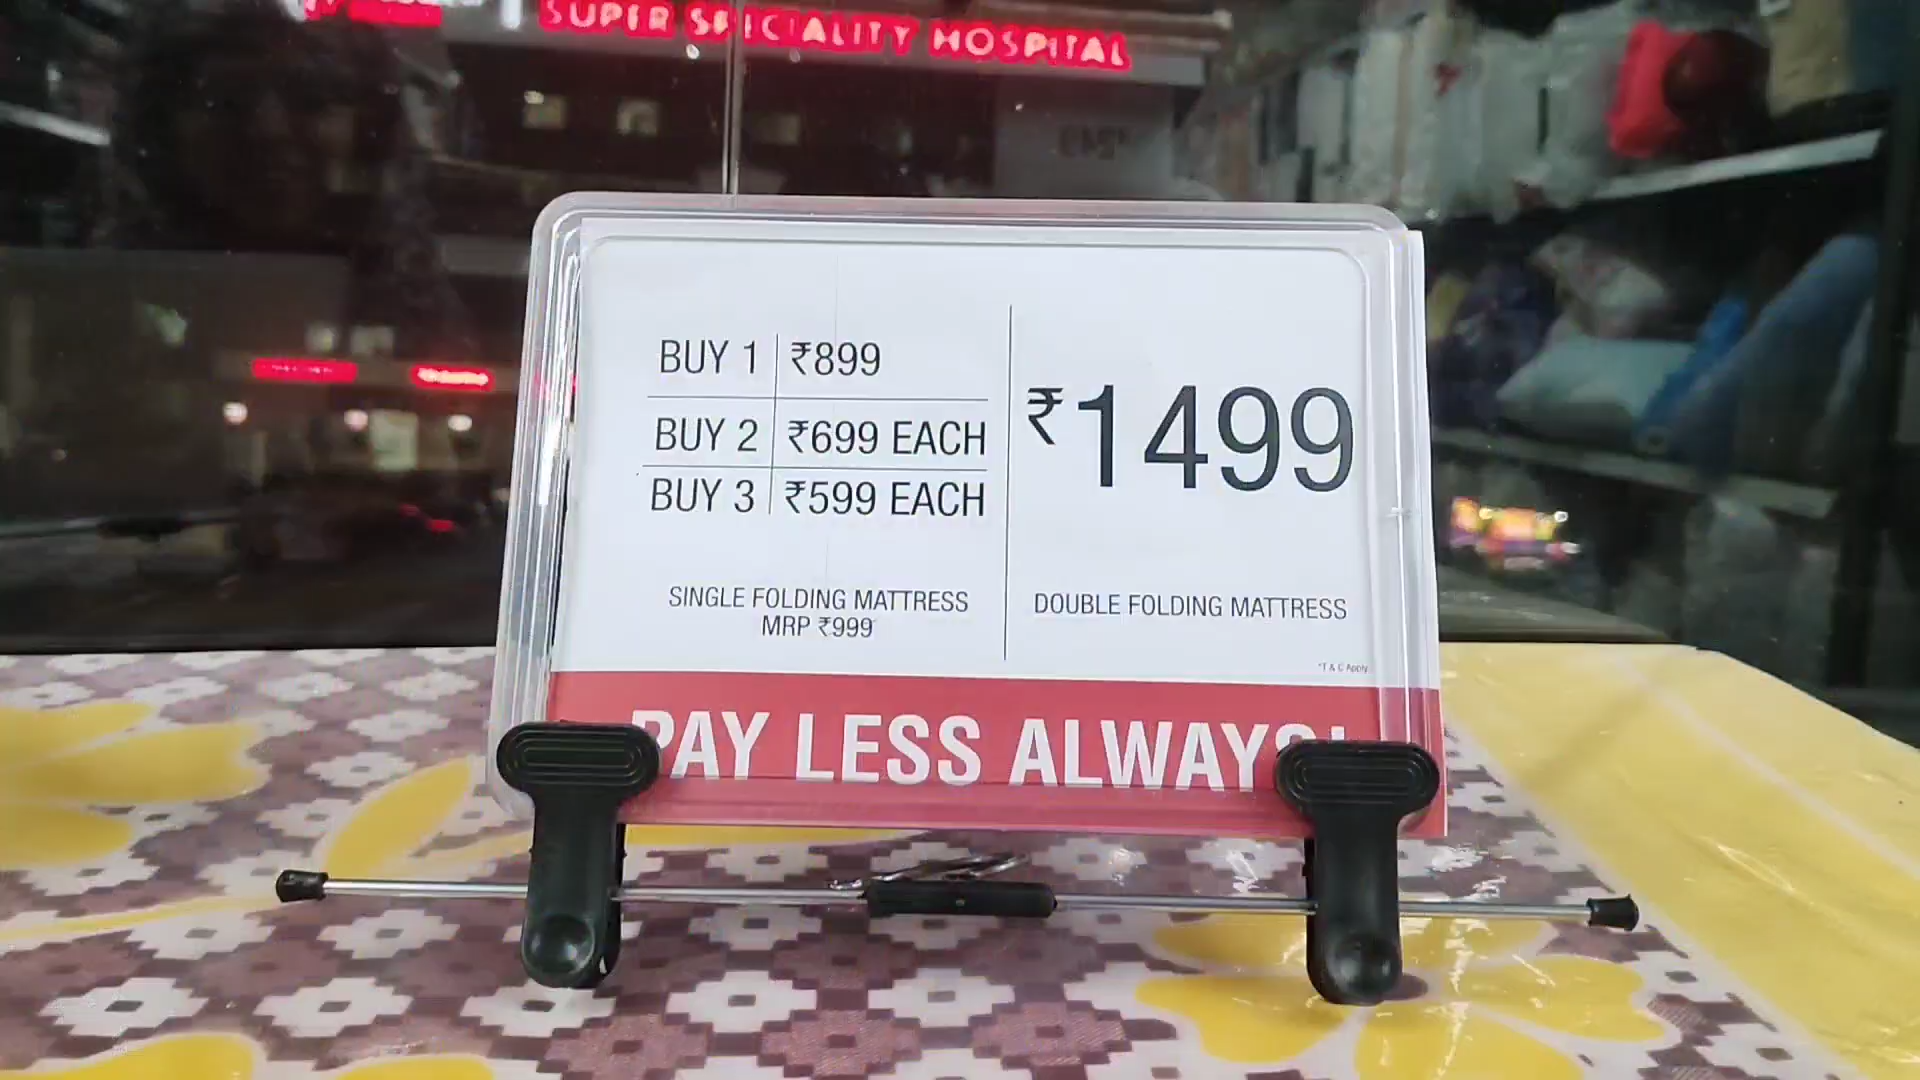 SUPER SPECIALITY HOSPITAL
BUY 1 ₹899
BUY 2 ₹699 EACH
BUY 3 ₹599 EACH
SINGLE FOLDING MATTRESS
MRP ₹999
₹1499
DOUBLE FOLDING MATTRESS
*T & C Apply
PAY LESS ALWAYS!